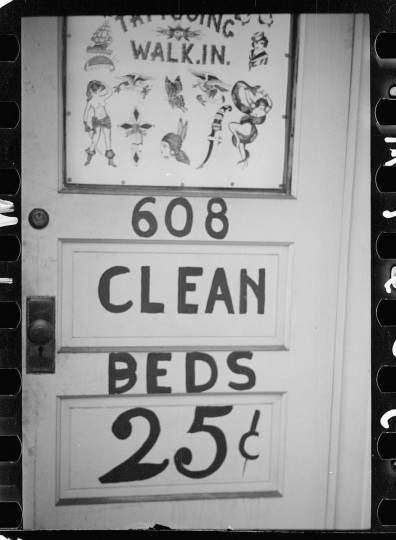 TATTOOING
WALK.IN.
608
CLEAN
BEDS
25¢